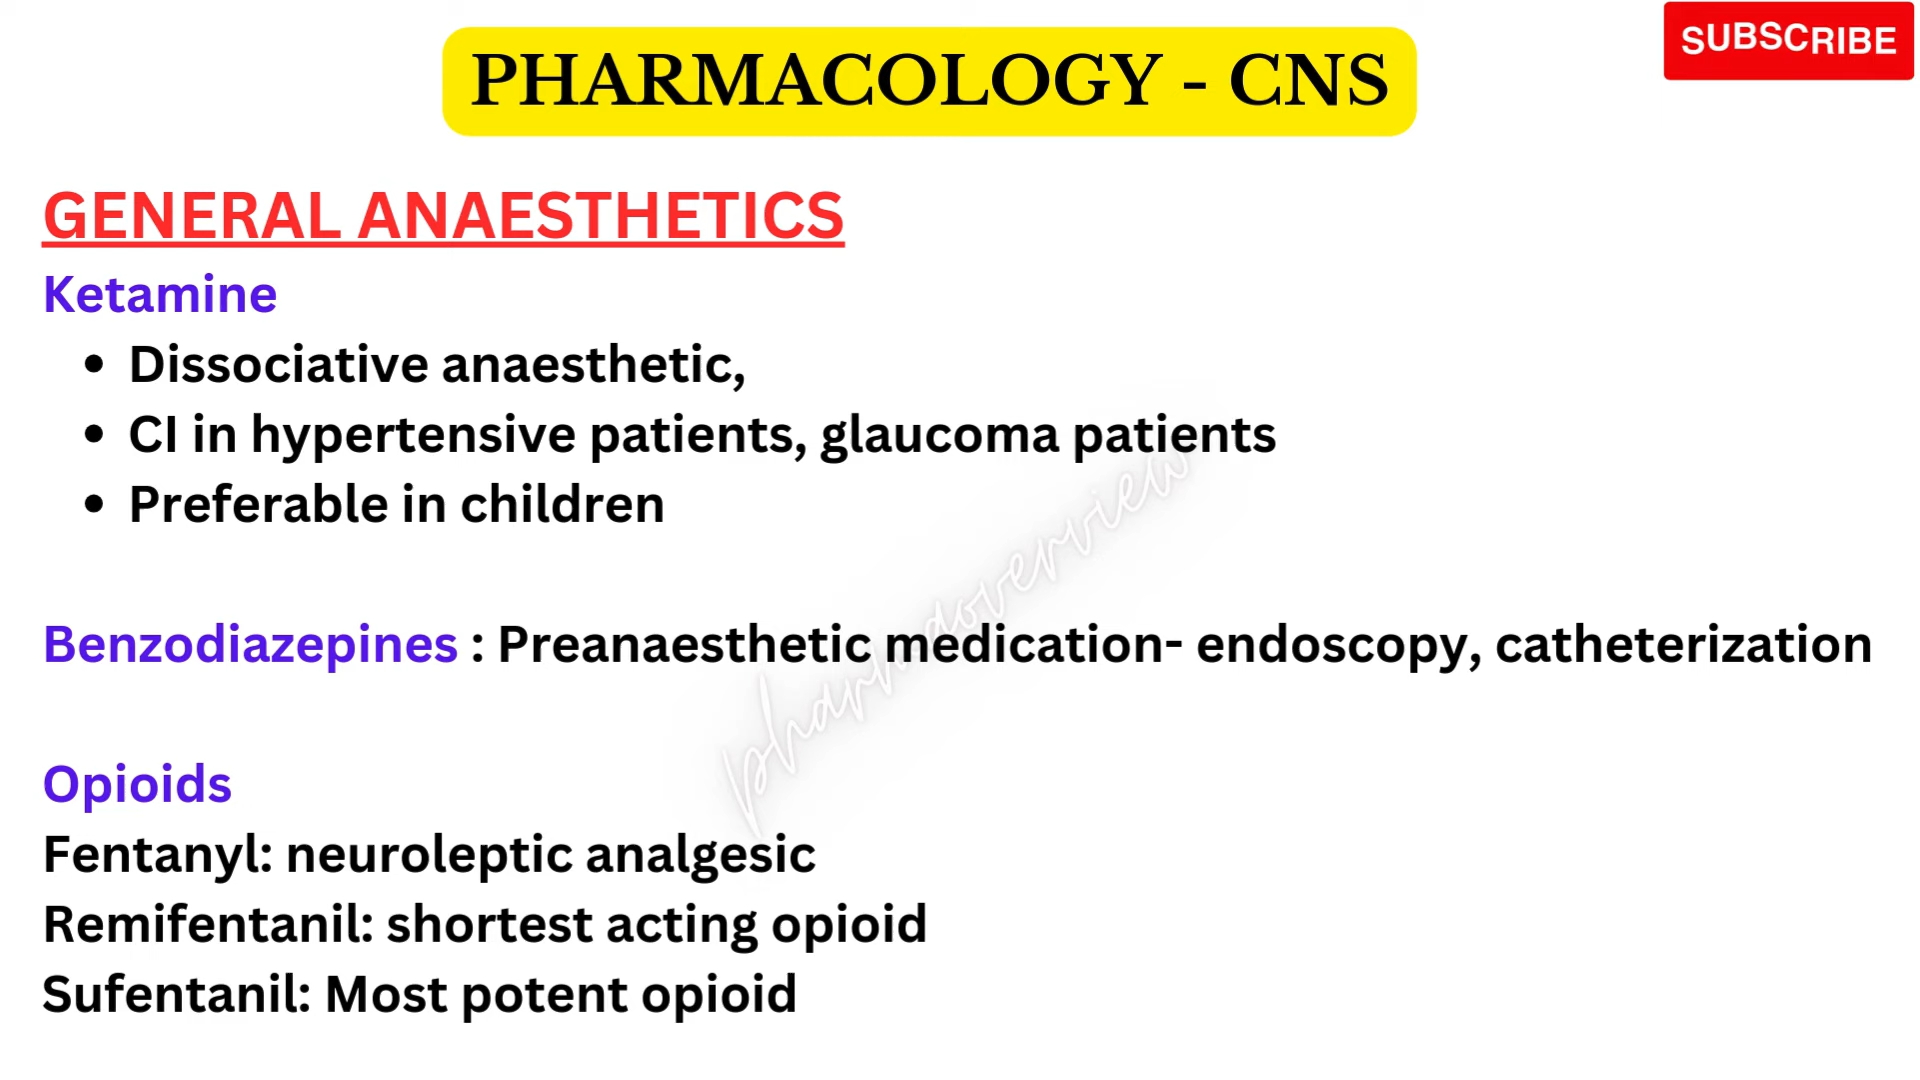 SUBSCRIBE
PHARMACOLOGY - CNS
GENERAL ANAESTHETICS
Ketamine
• Dissociative anaesthetic,
• CI in hypertensive patients, glaucoma patients
• Preferable in children
Benzodiazepines : Preanaesthetic medication- endoscopy, catheterization
Opioids
Fentanyl: neuroleptic analgesic
Remifentanil: shortest acting opioid
Sufentanil: Most potent opioid
pharmdoverview